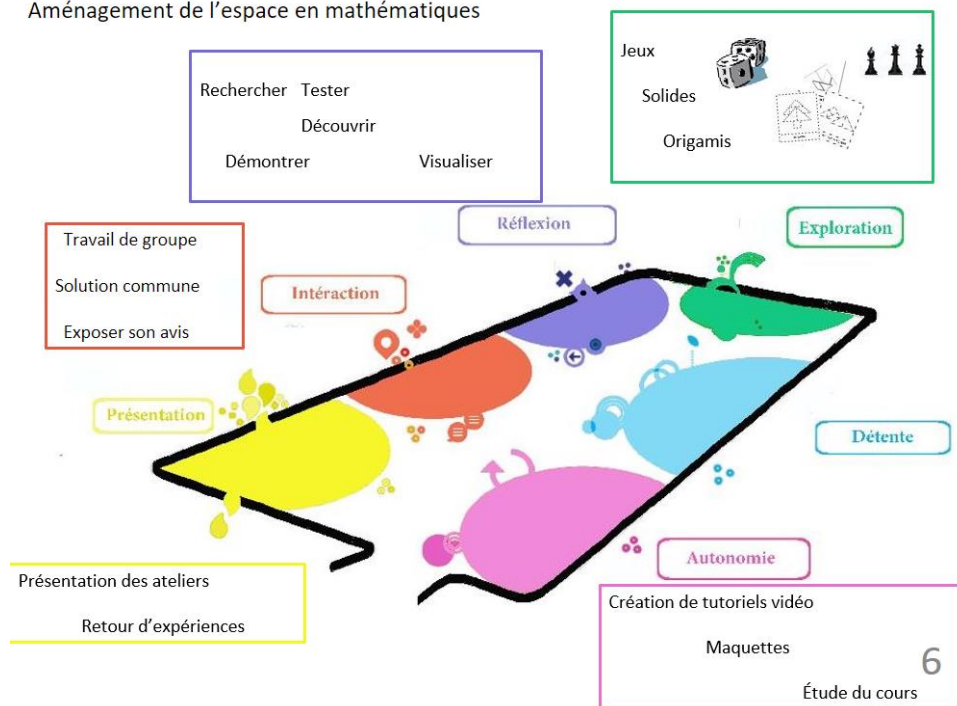 Aménagement de l'espace en mathématiques
Rechercher Tester
Découvrir
Démontrer Visualiser
Jeux
Solides
Origamis
Travail de groupe
Solution commune
Exposer son avis
Réflexion
Exploration
Intéraction
Présentation
Détente
Autonomie
Présentation des ateliers
Retour d'expériences
Création de tutoriels vidéo
Maquettes
Étude du cours
6